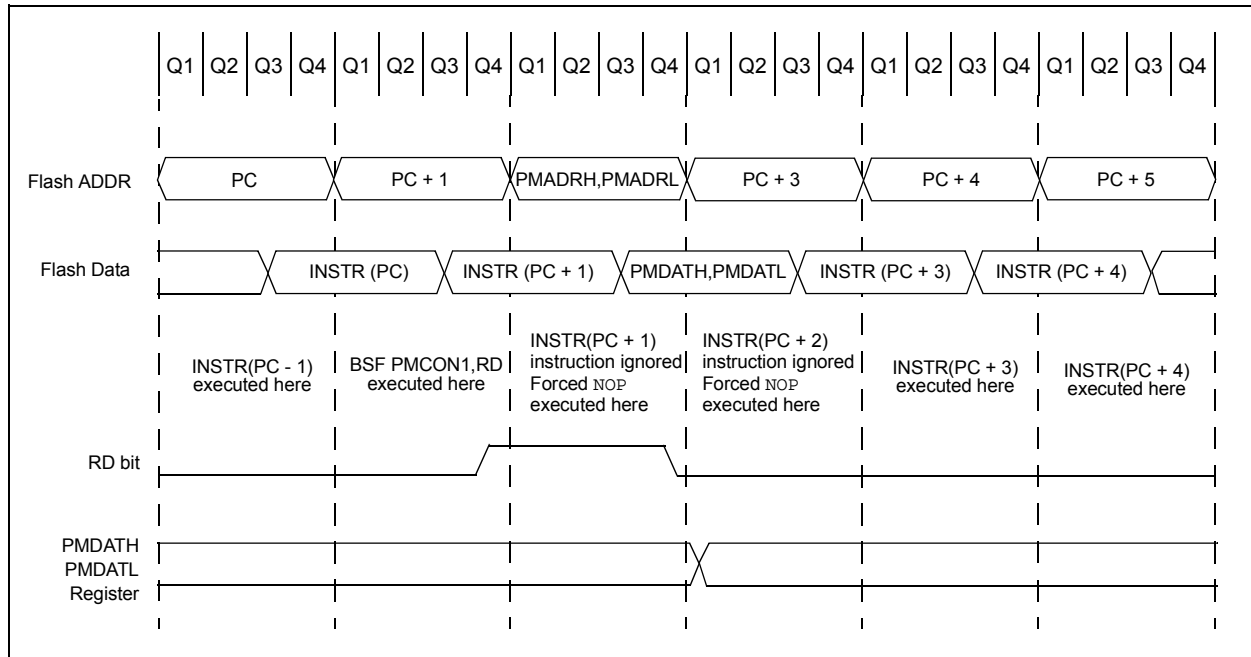 Q1 Q2 Q3 Q4 Q1 Q2 Q3 Q4 Q1 Q2 Q3 Q4 Q1 Q2 Q3 Q4 Q1 Q2 Q3 Q4 Q1 Q2 Q3 Q4
Flash ADDR PC PC + 1 PMADRH,PMADRL PC + 3 PC + 4 PC + 5
Flash Data INSTR (PC) INSTR (PC + 1) PMDATH,PMDATL INSTR (PC + 3) INSTR (PC + 4)
INSTR(PC - 1)
executed here
BSF PMCON1,RD
executed here
INSTR(PC + 1)
instruction ignored
Forced NOP
executed here
INSTR(PC + 2)
instruction ignored
Forced NOP
executed here
INSTR(PC + 3)
executed here
INSTR(PC + 4)
executed here
RD bit
PMDATH
PMDATL
Register